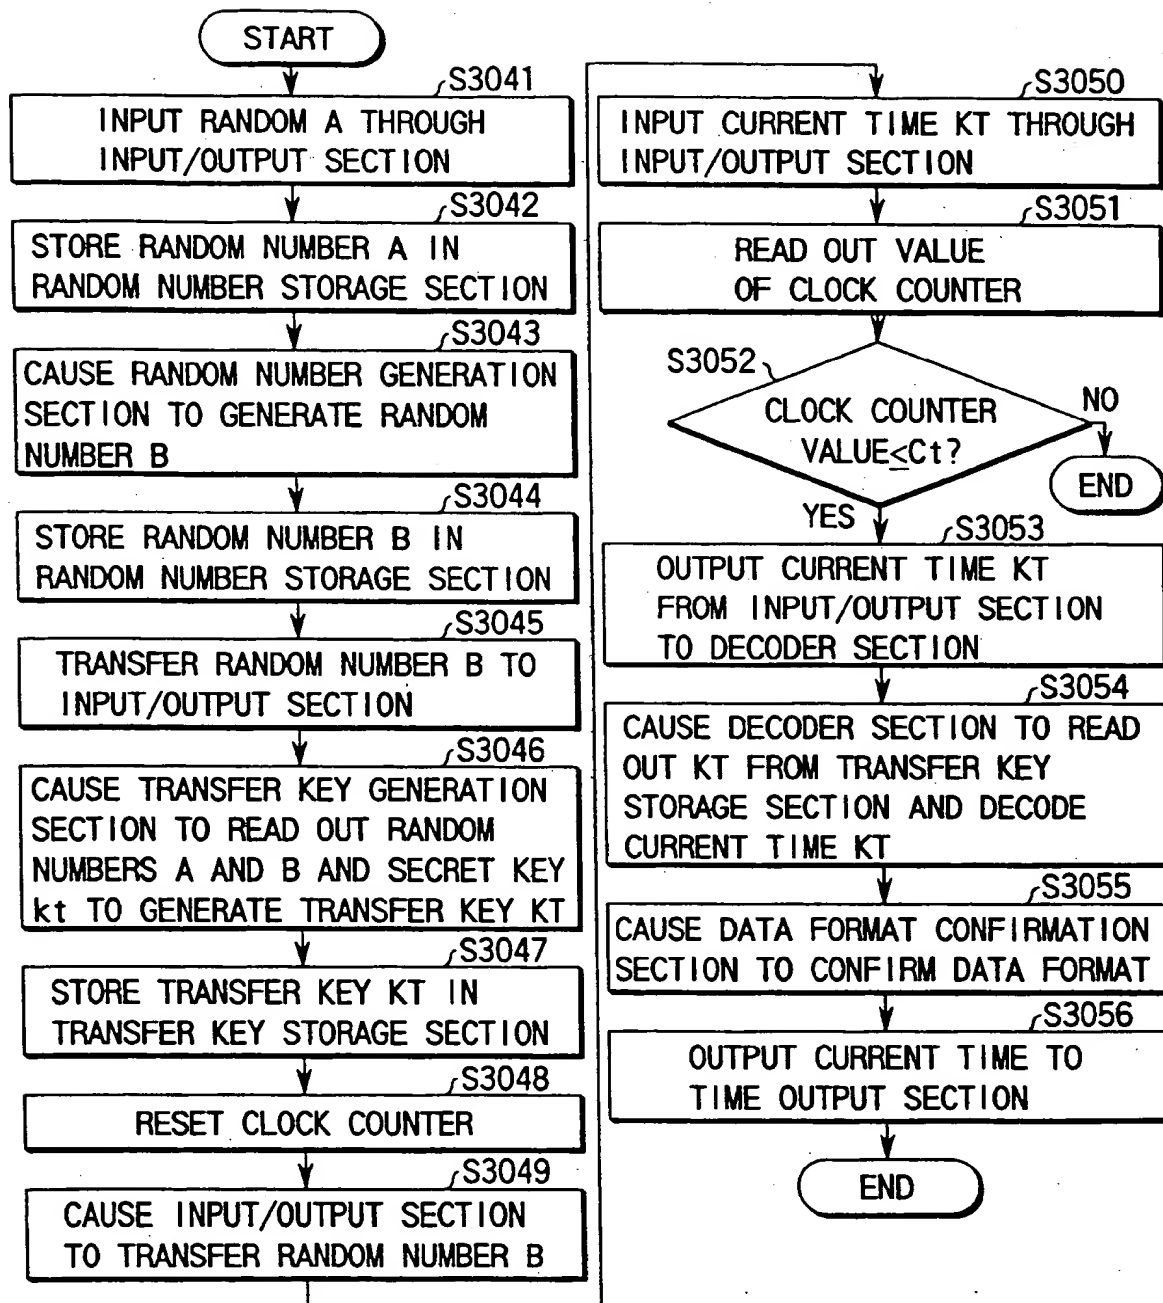 START
S3041
INPUT RANDOM A THROUGH
INPUT/OUTPUT SECTION
S3042
STORE RANDOM NUMBER A IN
RANDOM NUMBER STORAGE SECTION
S3043
CAUSE RANDOM NUMBER GENERATION
SECTION TO GENERATE RANDOM
NUMBER B
S3044
STORE RANDOM NUMBER B IN
RANDOM NUMBER STORAGE SECTION
S3045
TRANSFER RANDOM NUMBER B TO
INPUT/OUTPUT SECTION
S3046
CAUSE TRANSFER KEY GENERATION
SECTION TO READ OUT RANDOM
NUMBERS A AND B AND SECRET KEY
kt TO GENERATE TRANSFER KEY KT
S3047
STORE TRANSFER KEY KT IN
TRANSFER KEY STORAGE SECTION
S3048
RESET CLOCK COUNTER
S3049
CAUSE INPUT/OUTPUT SECTION
TO TRANSFER RANDOM NUMBER B
S3050
INPUT CURRENT TIME KT THROUGH
INPUT/OUTPUT SECTION
S3051
READ OUT VALUE
OF CLOCK COUNTER
S3052
CLOCK COUNTER
VALUE≤Ct?
NO
END
YES
S3053
OUTPUT CURRENT TIME KT
FROM INPUT/OUTPUT SECTION
TO DECODER SECTION
S3054
CAUSE DECODER SECTION TO READ
OUT KT FROM TRANSFER KEY
STORAGE SECTION AND DECODE
CURRENT TIME KT
S3055
CAUSE DATA FORMAT CONFIRMATION
SECTION TO CONFIRM DATA FORMAT
S3056
OUTPUT CURRENT TIME TO
TIME OUTPUT SECTION
END